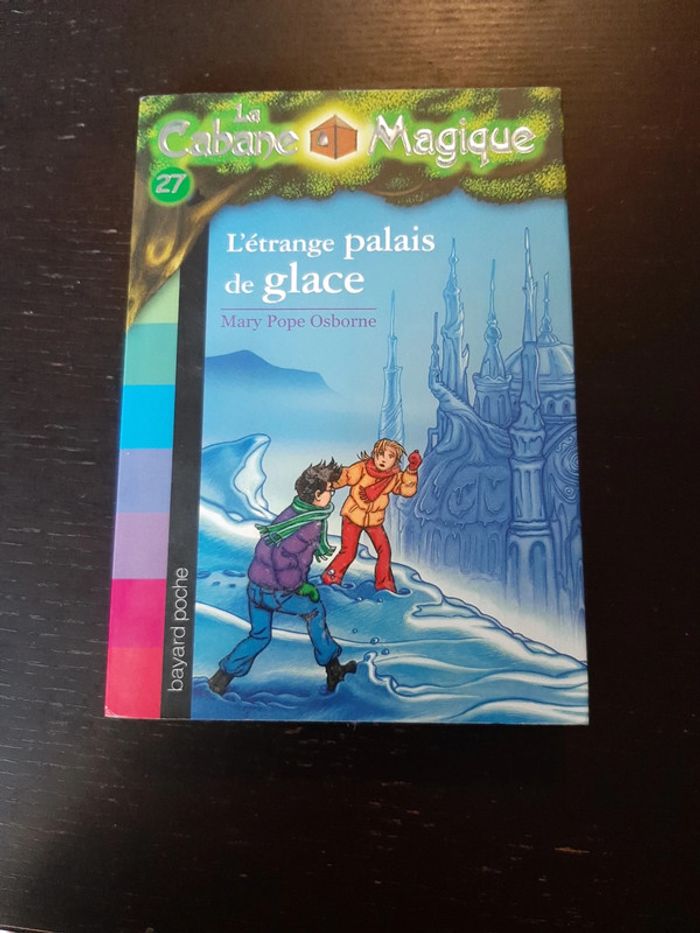 La
Cabane Magique
27
L'étrange palais
de glace
Mary Pope Osborne
bayard poche